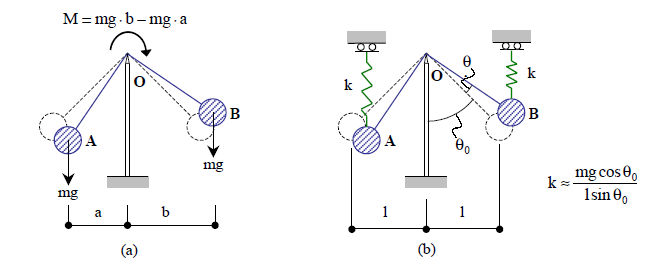 M = mg · b – mg · a
O
B
A
mg
mg
a
b
(a)
k
θ
k
O
B
A
θ₀
k ≈ mg cos θ₀ / l sin θ₀
l
l
(b)